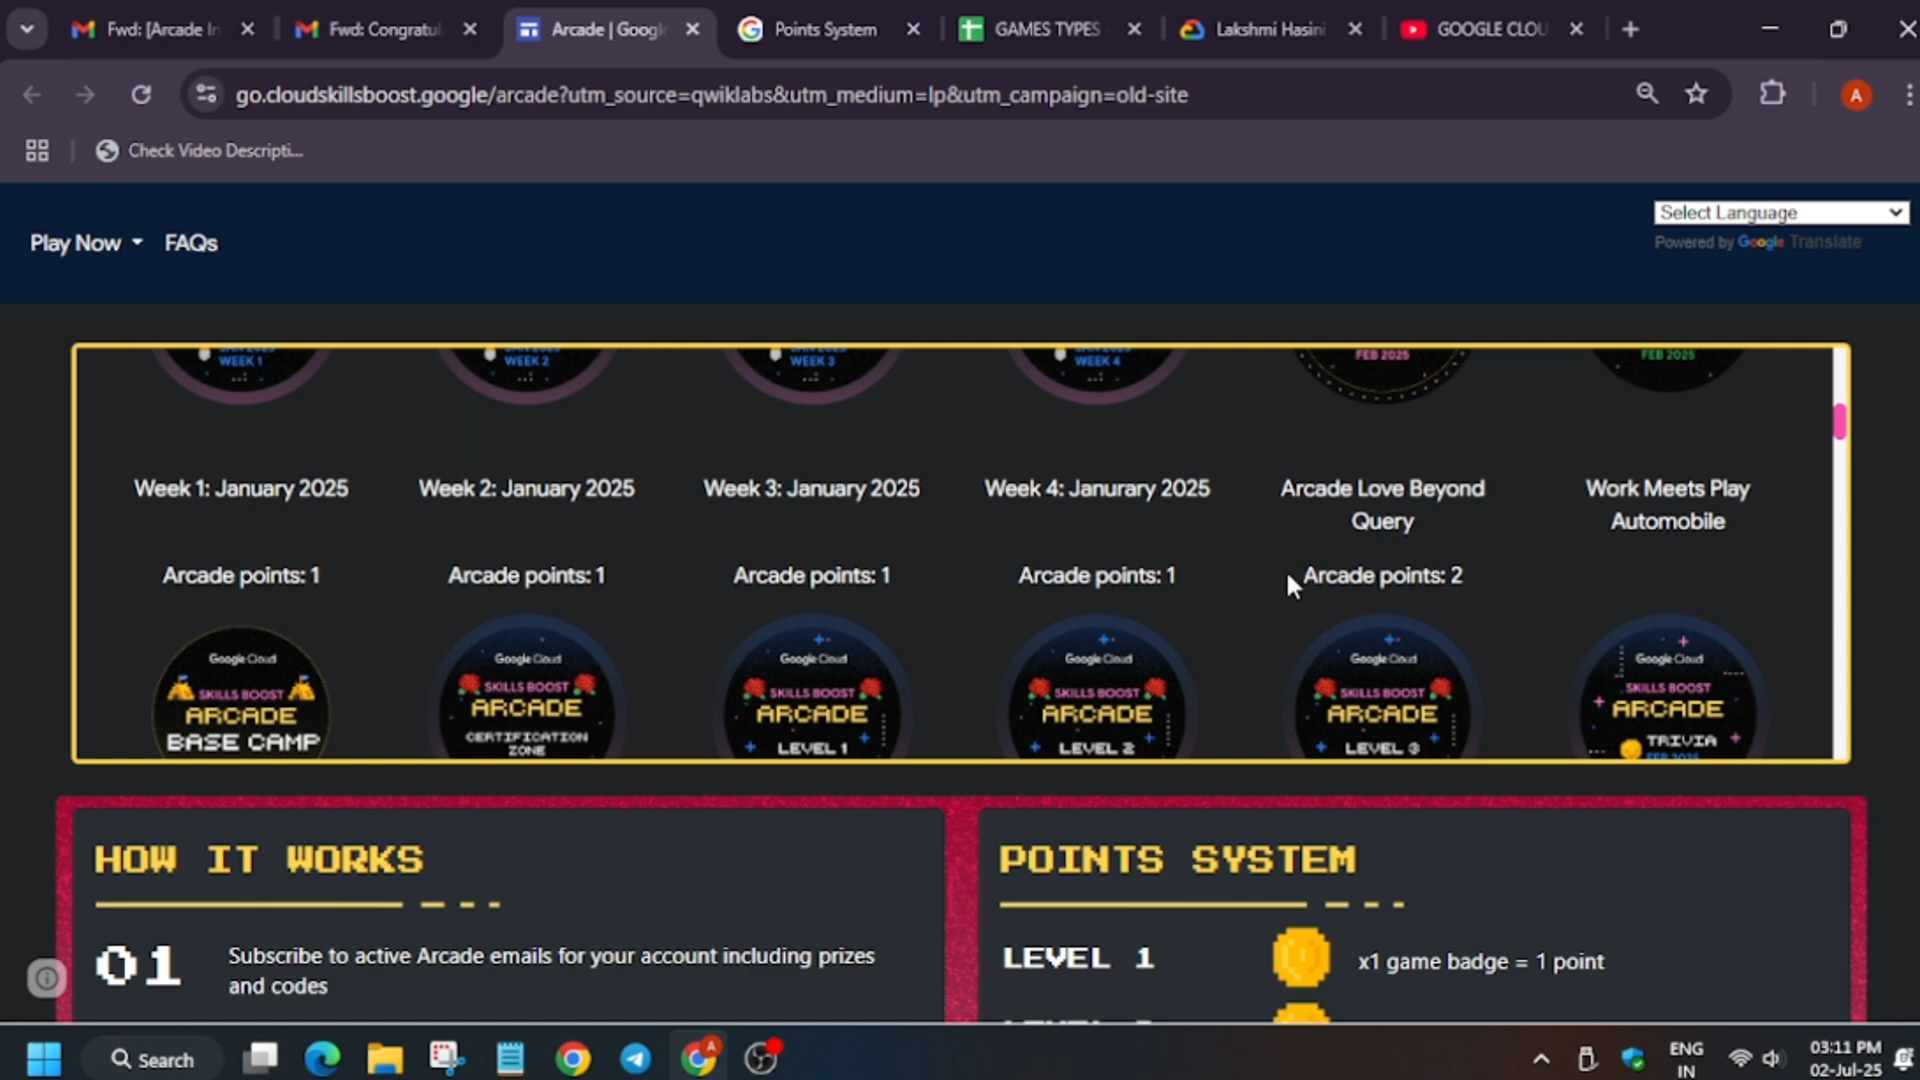 Fwd: [Arcade In
Fwd: Congratul
Arcade | Google
Points System
GAMES TYPES
Lakshmi Hasini
GOOGLE CLOU
go.cloudskillsboost.google/arcade?utm_source=qwiklabs&utm_medium=lp&utm_campaign=old-site
A
Check Video Descripti...
Play Now
FAQs
Select Language
Powered by Google Translate
WEEK 1
WEEK 2
WEEK 3
WEEK 4
FEB 2025
FEB 2025
Week 1: January 2025
Week 2: January 2025
Week 3: January 2025
Week 4: Janurary 2025
Arcade Love Beyond
Query
Work Meets Play
Automobile
Arcade points: 1
Arcade points: 1
Arcade points: 1
Arcade points: 1
Arcade points: 2
Google Cloud
SKILLS BOOST
ARCADE
BASE CAMP
Google Cloud
SKILLS BOOST
ARCADE
CERTIFICATION
ZONE
Google Cloud
SKILLS BOOST
ARCADE
LEVEL 1
Google Cloud
SKILLS BOOST
ARCADE
LEVEL 2
Google Cloud
SKILLS BOOST
ARCADE
LEVEL 3
Google Cloud
SKILLS BOOST
ARCADE
TRIVIA
FEB 2025
HOW IT WORKS
01
Subscribe to active Arcade emails for your account including prizes
and codes
POINTS SYSTEM
LEVEL 1
x1 game badge = 1 point
Search
A
ENG
IN
03:11 PM
02-Jul-25